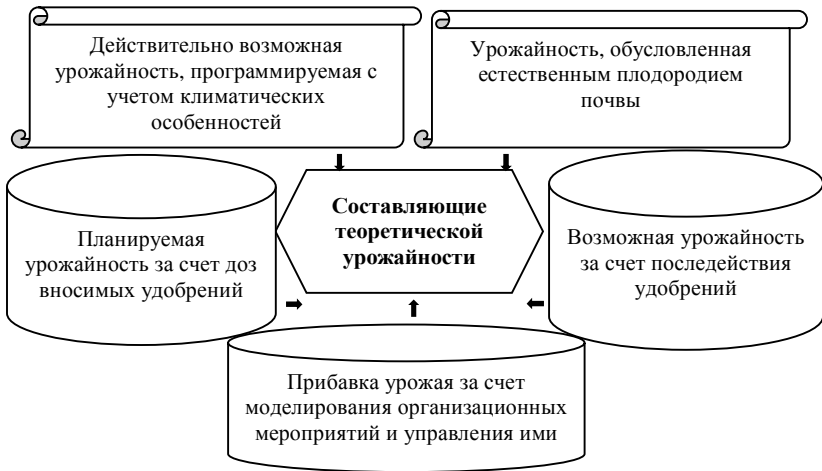 Действительно возможная
урожайность, программируемая с
учетом климатических
особенностей
Урожайность, обусловленная
естественным плодородием
почвы
Составляющие
теоретической
урожайности
Планируемая
урожайность за счет доз
вносимых удобрений
Возможная урожайность
за счет последействия
удобрений
Прибавка урожая за счет
моделирования организационных
мероприятий и управления ими